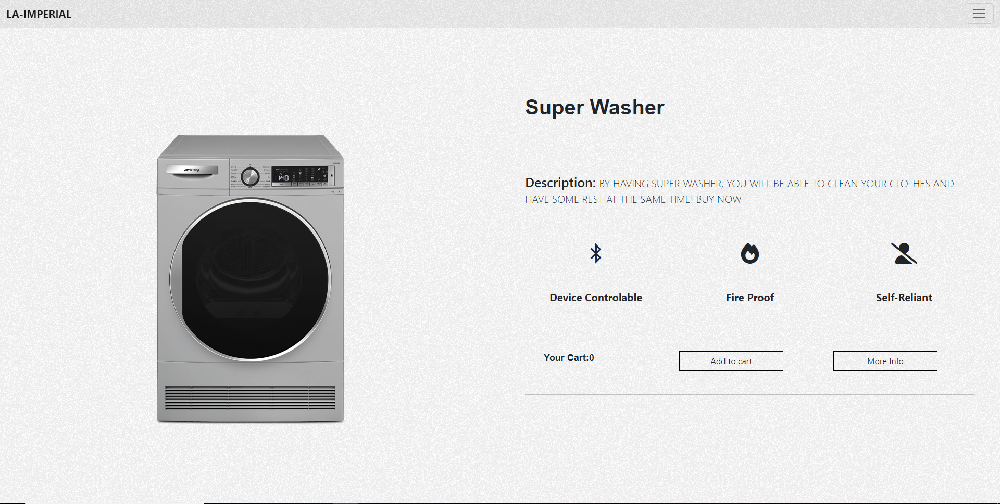 LA-IMPERIAL
Super Washer
smeg
1:40
Description: BY HAVING SUPER WASHER, YOU WILL BE ABLE TO CLEAN YOUR CLOTHES AND
HAVE SOME REST AT THE SAME TIME! BUY NOW
Device Controlable
Fire Proof
Self-Reliant
Your Cart:0
Add to cart
More Info